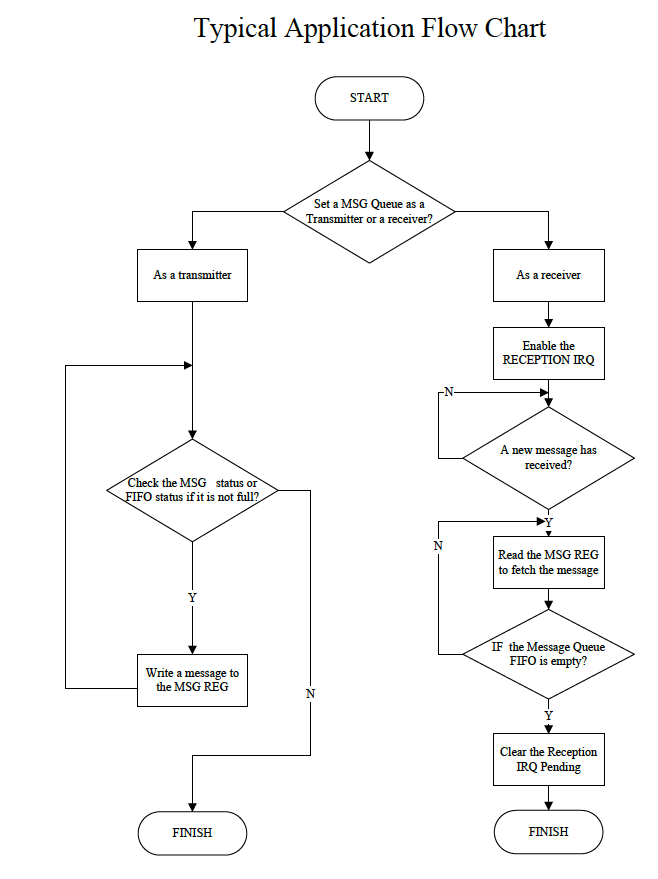 Typical Application Flow Chart
START
Set a MSG Queue as a
Transmitter or a receiver?
As a transmitter
As a receiver
Enable the
RECEPTION IRQ
N
A new message has
received?
Check the MSG   status or
FIFO status if it is not full?
Y
N
Read the MSG REG
to fetch the message
Y
IF  the Message Queue
FIFO is empty?
Write a message to
the MSG REG
N
Y
Clear the Reception
IRQ Pending
FINISH
FINISH